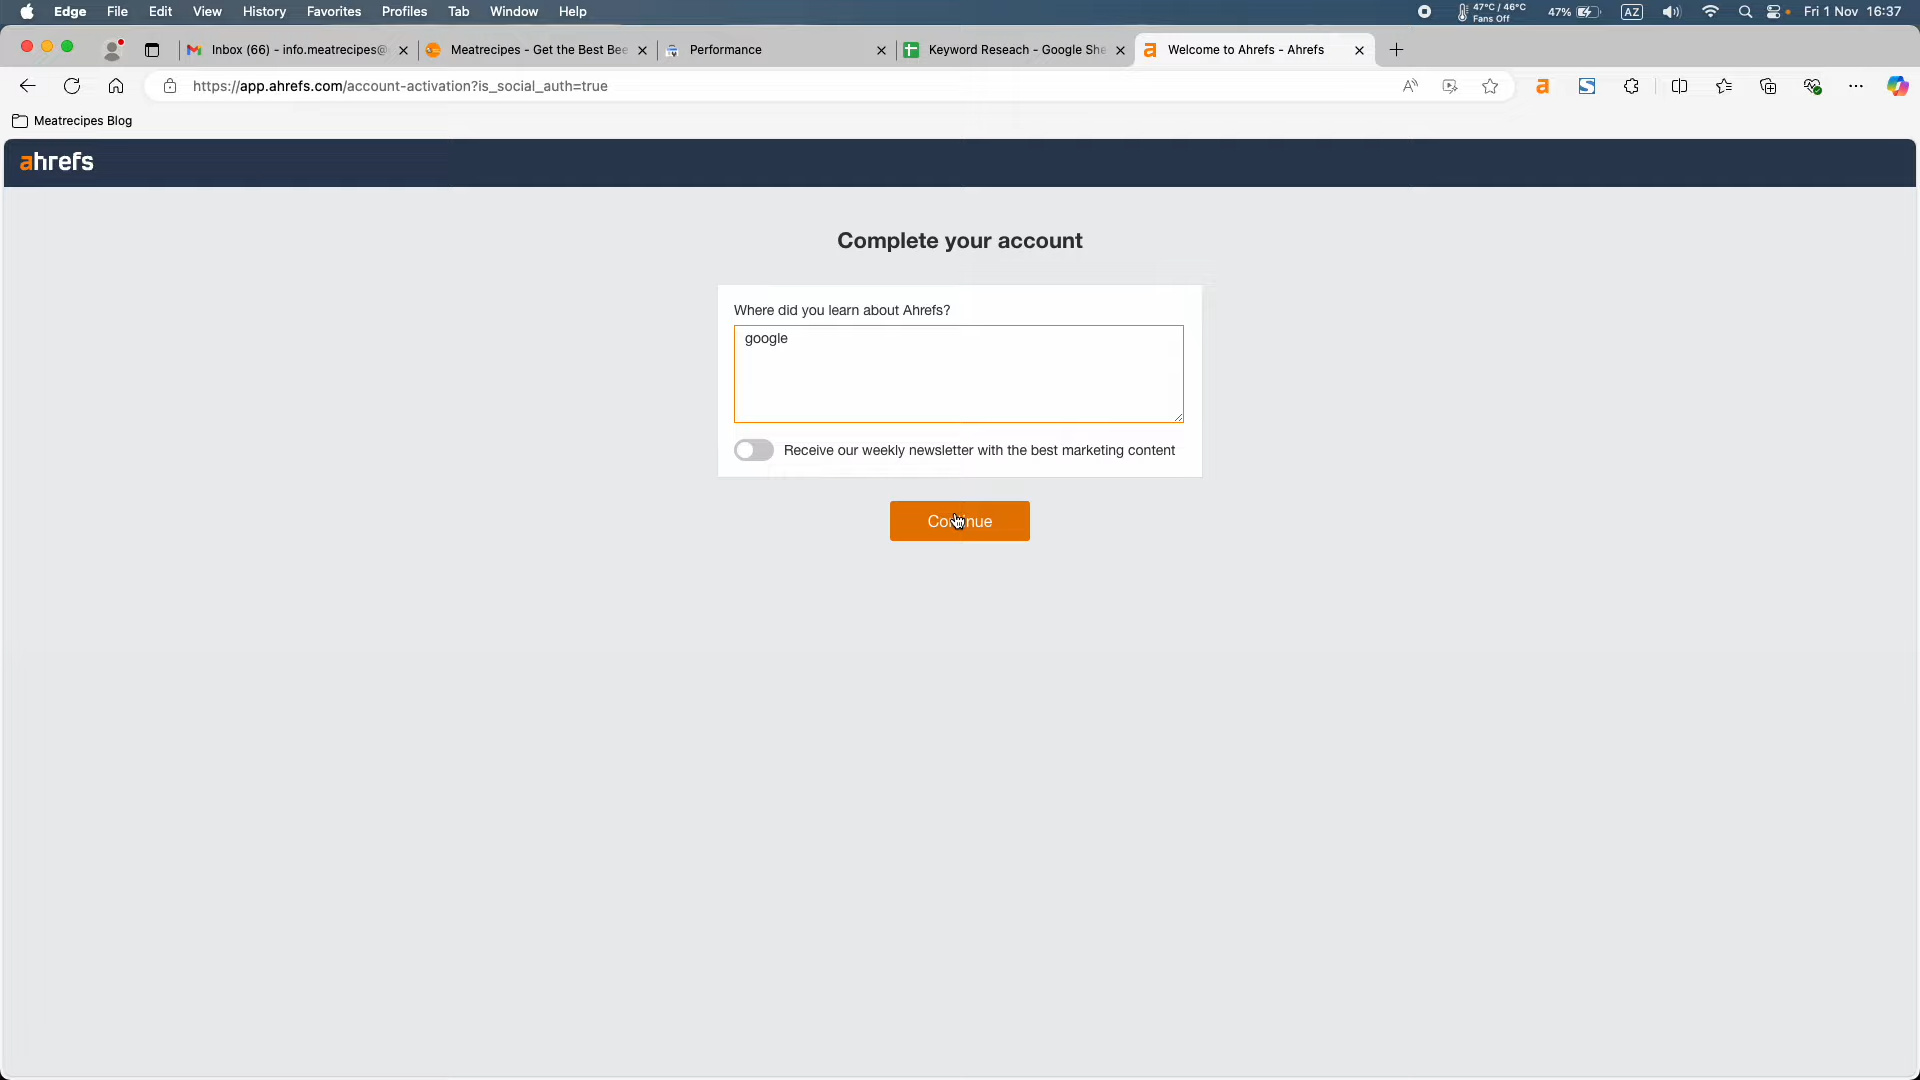 Edge File Edit View History Favorites Profiles Tab Window Help 47°C / 46°C Fans Off 47% AZ Fri 1 Nov 16:37
Inbox (66) - info.meatrecipes@ Meatrecipes - Get the Best Bee Performance Keyword Reseach - Google She Welcome to Ahrefs - Ahrefs
https://app.ahrefs.com/account-activation?is_social_auth=true
Meatrecipes Blog
ahrefs
Complete your account
Where did you learn about Ahrefs?
google
Receive our weekly newsletter with the best marketing content
Continue